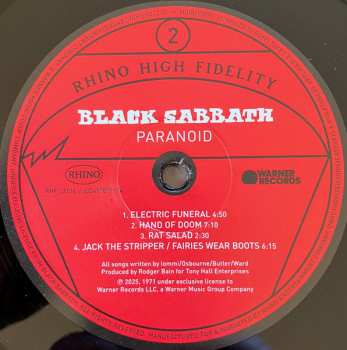 2
RHINO HIGH FIDELITY
BLACK SABBATH
PARANOID
RHINO
WARNER RECORDS
1. ELECTRIC FUNERAL 4:50
2. HAND OF DOOM 7:10
3. RAT SALAD 2:30
4. JACK THE STRIPPER / FAIRIES WEAR BOOTS 6:15
All songs written by Iommi/Osbourne/Butler/Ward
Produced by Rodger Bain for Tony Hall Enterprises
℗ 2025, 1971 under exclusive license to
Warner Records LLC, a Warner Music Group Company